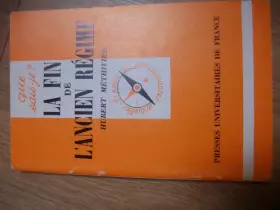 que
sais-je?
LA FIN
DE
L'ANCIEN RÉGIME
HUBERT MÉTHIVIER
PRESSES UNIVERSITAIRES DE FRANCE